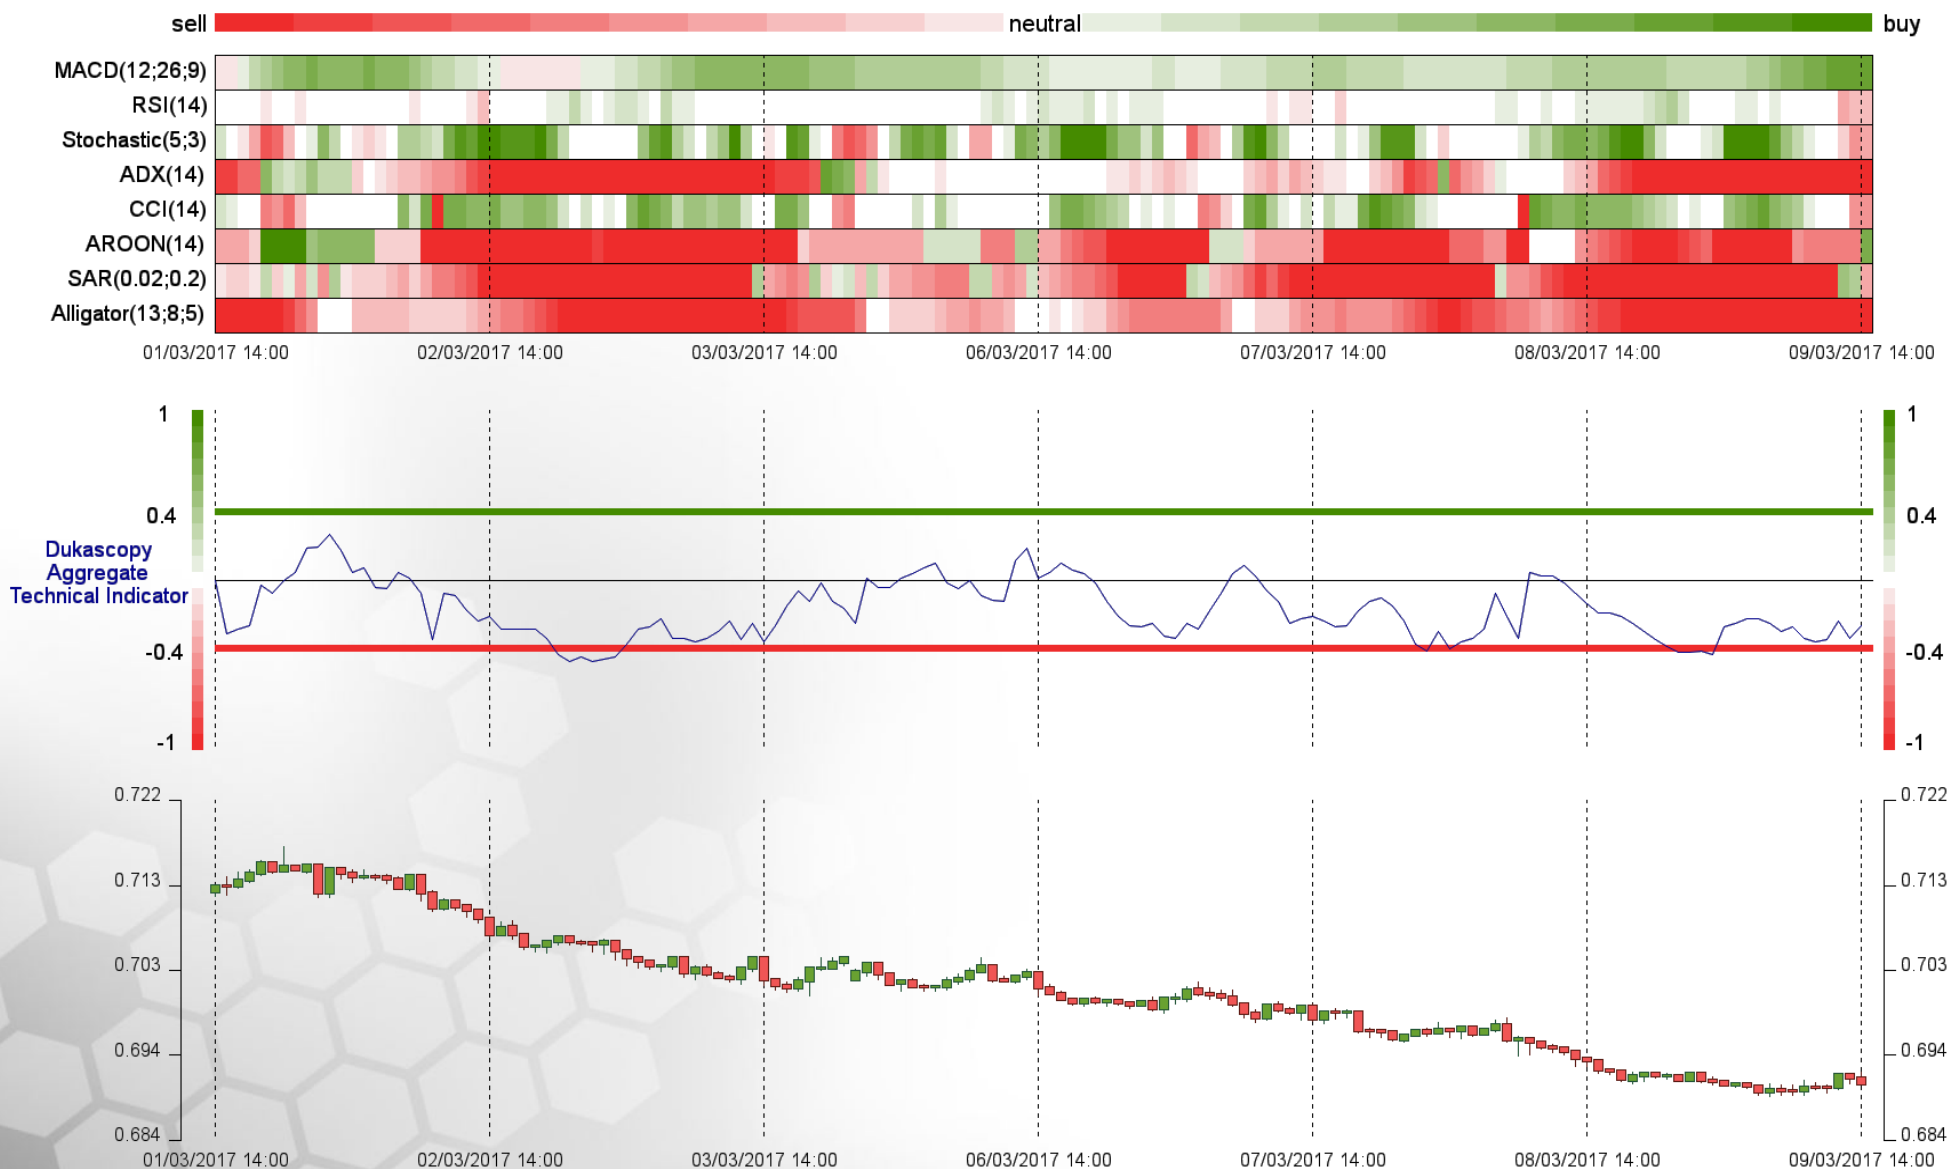 sell neutral buy
MACD(12;26;9)
RSI(14)
Stochastic(5;3)
ADX(14)
CCI(14)
AROON(14)
SAR(0.02;0.2)
Alligator(13;8;5)
01/03/2017 14:00 02/03/2017 14:00 03/03/2017 14:00 06/03/2017 14:00 07/03/2017 14:00 08/03/2017 14:00 09/03/2017 14:00
1 1
0.4 0.4
Dukascopy
Aggregate
Technical Indicator
-0.4 -0.4
-1 -1
0.722 0.722
0.713 0.713
0.703 0.703
0.694 0.694
0.684 0.684
01/03/2017 14:00 02/03/2017 14:00 03/03/2017 14:00 06/03/2017 14:00 07/03/2017 14:00 08/03/2017 14:00 09/03/2017 14:00